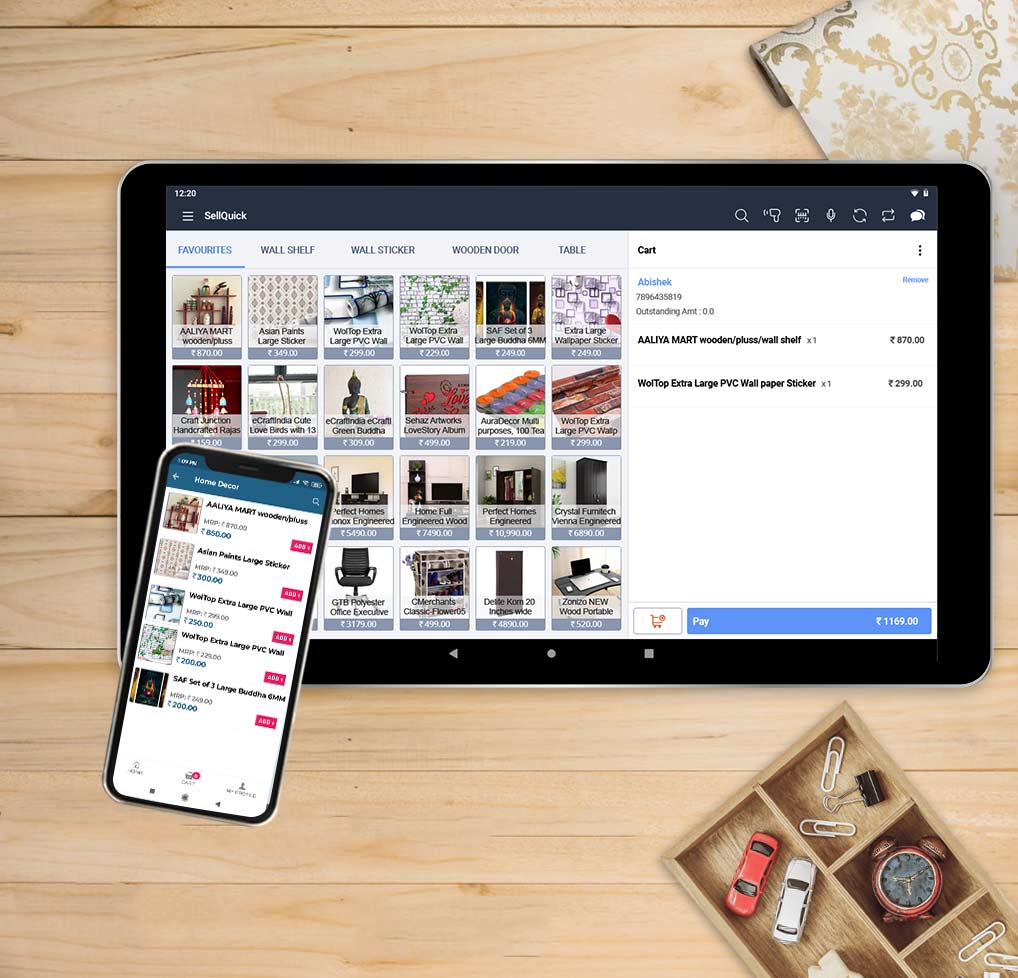 12:20
SellQuick
FAVOURITES WALL SHELF WALL STICKER WOODEN DOOR TABLE
AALIYA MART
wooden/pluss
₹ 870.00
Asian Paints
Large Sticker
₹ 349.00
WolTop Extra
Large PVC Wall
₹ 299.00
WolTop Extra
Large PVC Wall
₹ 229.00
SAF Set of 3
Large Buddha 6MM
₹ 249.00
Extra Large
Wallpaper Sticker
₹ 249.00
Craft Junction
Handcrafted Rajas
₹ 159.00
eCraftIndia Cute
Love Birds with 13
₹ 299.00
eCraftIndia eCrafti
Green Buddha
₹ 309.00
Sehaz Artworks
LoveStory Album
₹ 499.00
AuraDecor Multi
purposes, 100 Tea
₹ 219.00
WolTop Extra
Large PVC Wallp
₹ 299.00
Perfect Homes
onox Engineered
₹ 5490.00
Home Full
Engineered Wood
₹ 7490.00
Perfect Homes
Engineered
₹ 10,990.00
Crystal Furnitech
Vienna Engineered
₹ 6890.00
GTB Polyester
Office Executive
₹ 3179.00
CMerchants
Classic-Flower05
₹ 499.00
Delite Kom 20
Inches wide
₹ 4890.00
Zonizo NEW
Wood Portable
₹ 520.00
Cart
Abishek Remove
7896435819
Outstanding Amt : 0.0
AALIYA MART wooden/pluss/wall shelf x 1 ₹ 870.00
WolTop Extra Large PVC Wall paper Sticker x 1 ₹ 299.00
Pay ₹ 1169.00
1:09 PM
Home Decor
AALIYA MART wooden/pluss
MRP: ₹ 870.00
₹ 850.00
ADD +
Asian Paints Large Sticker
MRP: ₹ 349.00
₹ 300.00
ADD +
WolTop Extra Large PVC Wall
MRP: ₹ 299.00
₹ 250.00
ADD +
WolTop Extra Large PVC Wall
MRP: ₹ 229.00
₹ 200.00
ADD +
SAF Set of 3 Large Buddha 6MM
MRP: ₹ 249.00
₹ 200.00
ADD +
HOME
CART
MY PROFILE